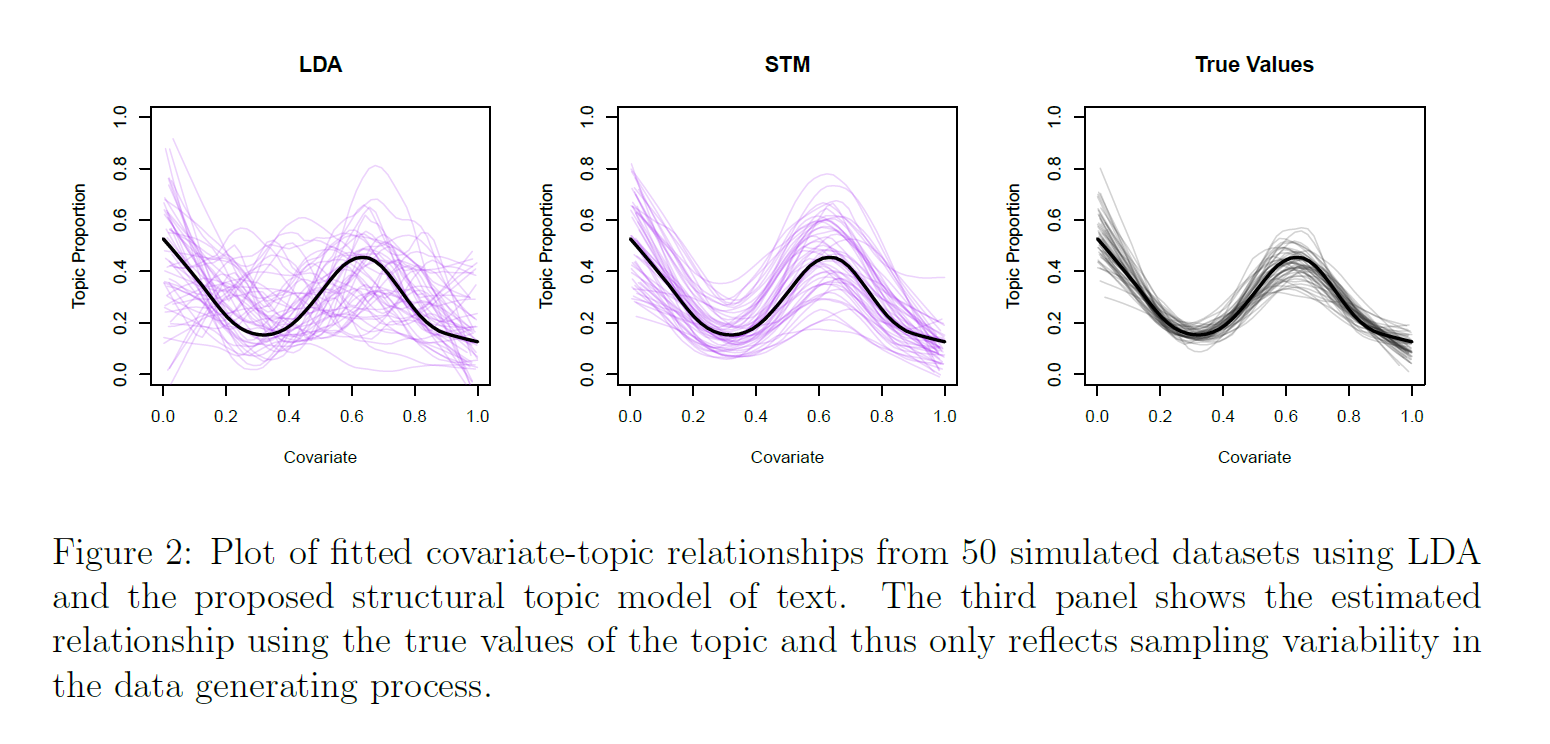 LDA
STM
True Values
Topic Proportion
0.0 0.2 0.4 0.6 0.8 1.0
0.0 0.2 0.4 0.6 0.8 1.0
Covariate
Topic Proportion
0.0 0.2 0.4 0.6 0.8 1.0
0.0 0.2 0.4 0.6 0.8 1.0
Covariate
Topic Proportion
0.0 0.2 0.4 0.6 0.8 1.0
0.0 0.2 0.4 0.6 0.8 1.0
Covariate
Figure 2: Plot of fitted covariate-topic relationships from 50 simulated datasets using LDA
and the proposed structural topic model of text. The third panel shows the estimated
relationship using the true values of the topic and thus only reflects sampling variability in
the data generating process.